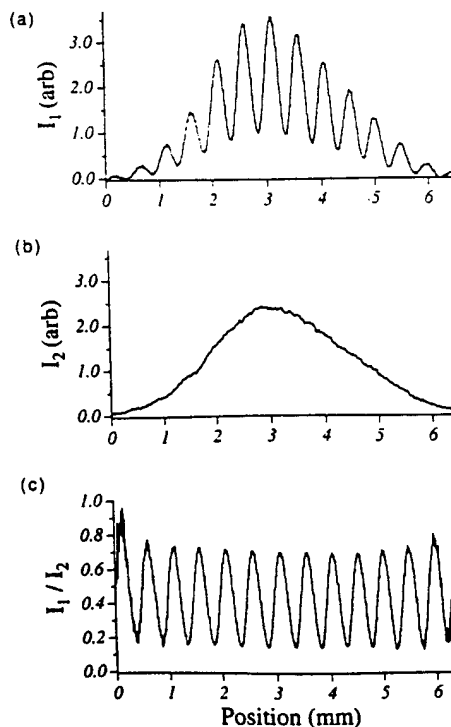 (a)
I₁ (arb)
3.0
2.0
1.0
0
0 1 2 3 4 .5 6
(b)
I₂ (arb)
3.0
2.0
1.0
0.0
0 1 2 3 4 5 6
(c)
I₁ / I₂
1.0
0.8
0.6
0.4
0.2
0.0
0 1 2 3 4 5 6
Position (mm)